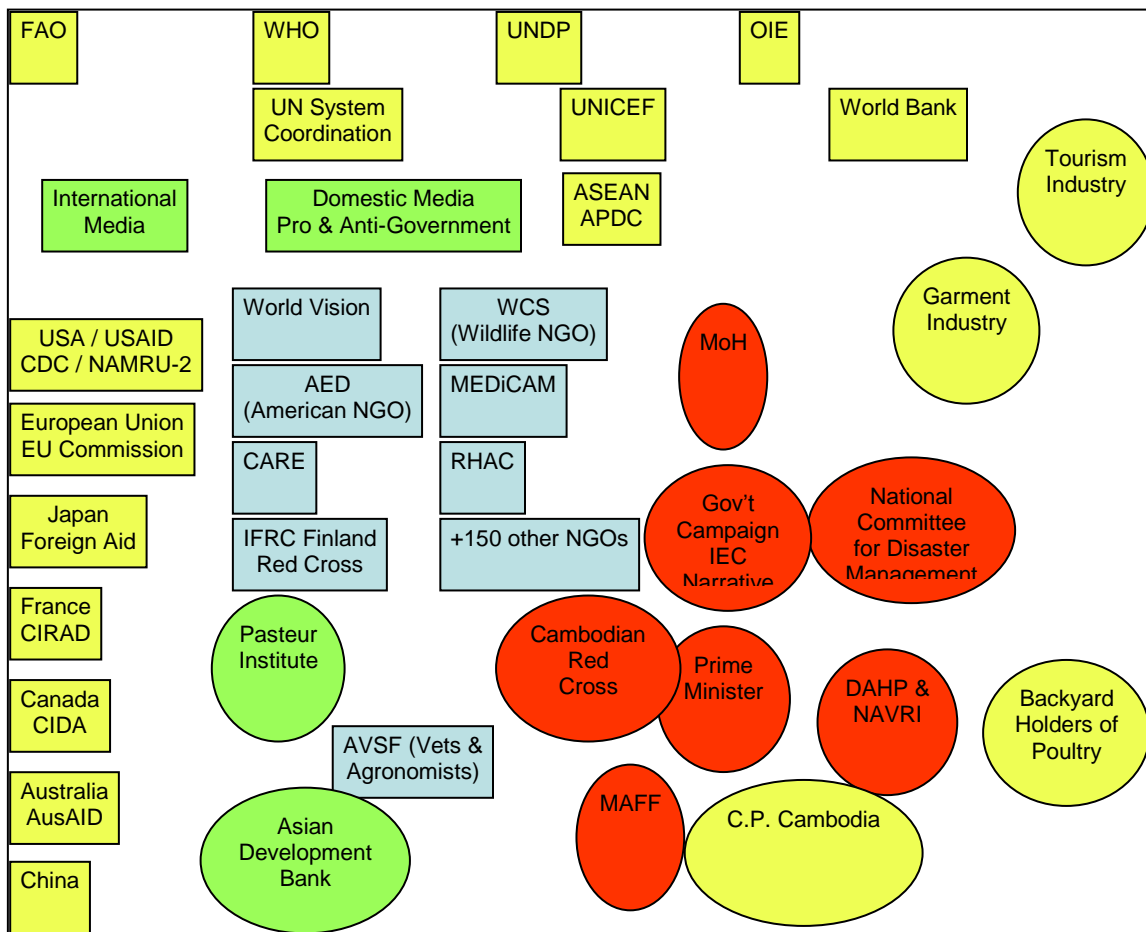 FAO
WHO
UNDP
OIE
UN System
Coordination
UNICEF
World Bank
Tourism
Industry
International
Media
Domestic Media
Pro & Anti-Government
ASEAN
APDC
Garment
Industry
World Vision
WCS
(Wildlife NGO)
MoH
USA / USAID
CDC / NAMRU-2
AED
(American NGO)
MEDiCAM
European Union
EU Commission
CARE
RHAC
Gov't
Campaign
IEC
Narrative
National
Committee
for Disaster
Management
Japan
Foreign Aid
IFRC Finland
Red Cross
+150 other NGOs
France
CIRAD
Pasteur
Institute
Cambodian
Red
Cross
Prime
Minister
DAHP &
NAVRI
Backyard
Holders of
Poultry
Canada
CIDA
AVSF (Vets &
Agronomists)
Australia
AusAID
Asian
Development
Bank
MAFF
C.P. Cambodia
China